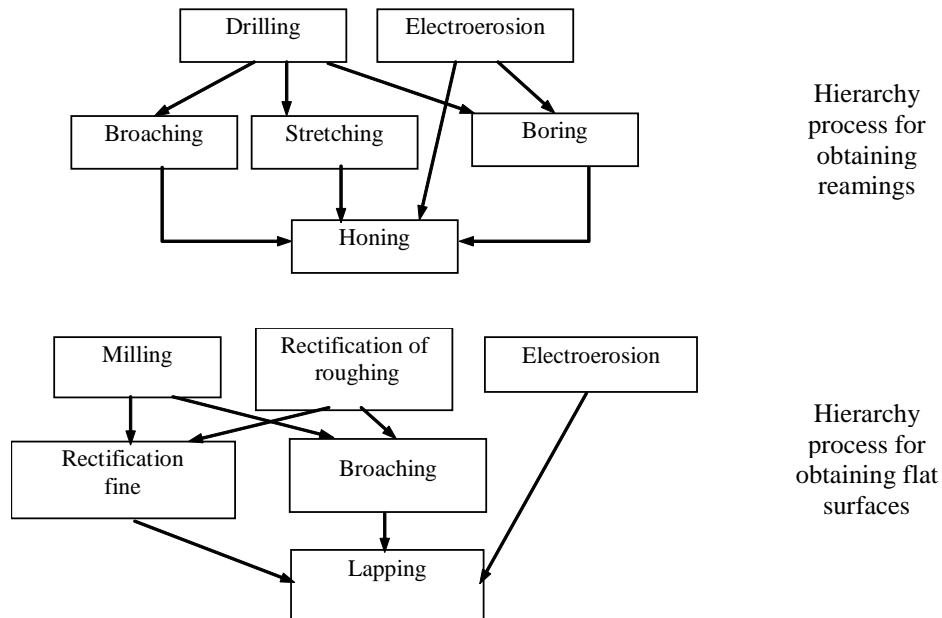 Drilling
Electroerosion
Broaching
Stretching
Boring
Honing
Hierarchy
process for
obtaining
reamings
Milling
Rectification of
roughing
Electroerosion
Rectification
fine
Broaching
Lapping
Hierarchy
process for
obtaining flat
surfaces